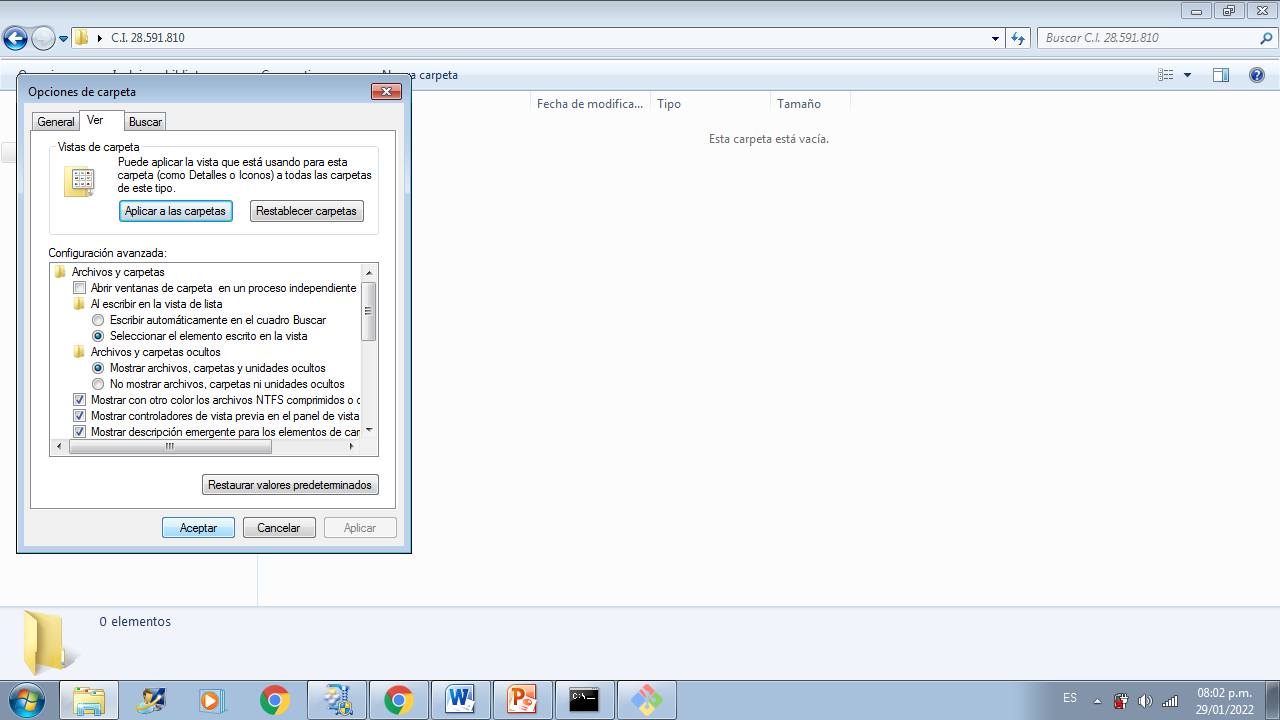 C.I. 28.591.810
Buscar C.I. 28.591.810
carpeta
Opciones de carpeta
Fecha de modifica...
Tipo
Tamaño
Esta carpeta está vacía.
General
Ver
Buscar
Vistas de carpeta
Puede aplicar la vista que está usando para esta
carpeta (como Detalles o Iconos) a todas las carpetas
de este tipo.
Aplicar a las carpetas
Restablecer carpetas
Configuración avanzada:
Archivos y carpetas
Abrir ventanas de carpeta en un proceso independiente
Al escribir en la vista de lista
Escribir automáticamente en el cuadro Buscar
Seleccionar el elemento escrito en la vista
Archivos y carpetas ocultos
Mostrar archivos, carpetas y unidades ocultos
No mostrar archivos, carpetas ni unidades ocultos
Mostrar con otro color los archivos NTFS comprimidos o
Mostrar controladores de vista previa en el panel de vista
Mostrar descripción emergente para los elementos de car
Restaurar valores predeterminados
Aceptar
Cancelar
Aplicar
0 elementos
C:\.
ES
08:02 p.m.
29/01/2022